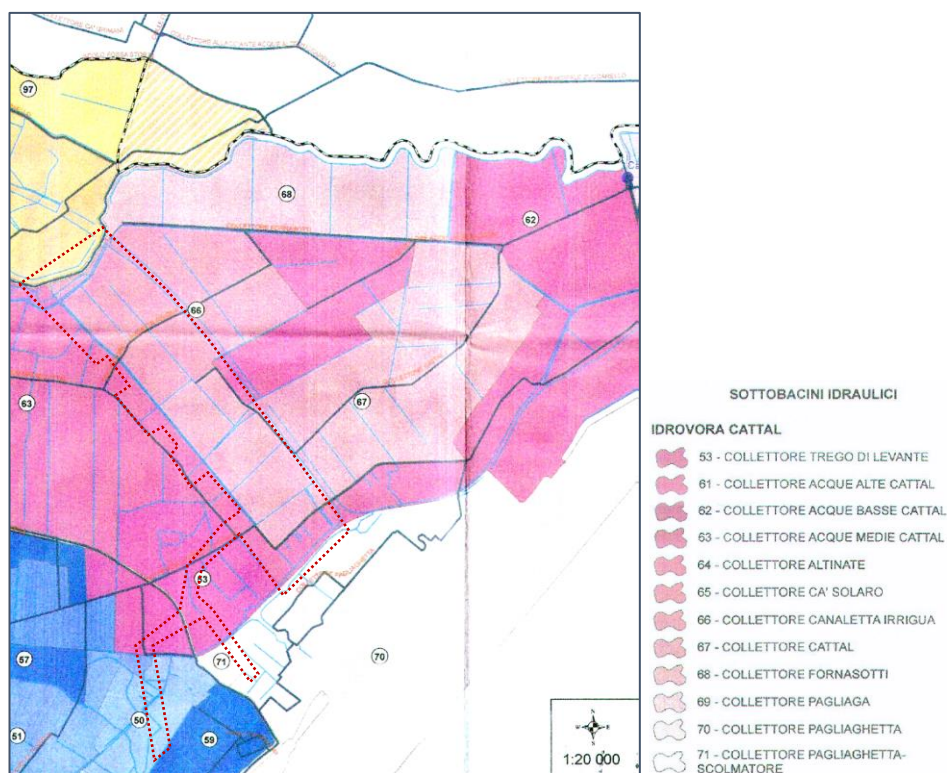 97
68
62
66
67
63
53
71
70
57
50
51
59
1:20 000
SOTTOBACINI IDRAULICI
IDROVORA CATTAL
53 - COLLETTORE TREGO DI LEVANTE
61 - COLLETTORE ACQUE ALTE CATTAL
62 - COLLETTORE ACQUE BASSE CATTAL
63 - COLLETTORE ACQUE MEDIE CATTAL
64 - COLLETTORE ALTINATE
65 - COLLETTORE CA' SOLARO
66 - COLLETTORE CANALETTA IRRIGUA
67 - COLLETTORE CATTAL
68 - COLLETTORE FORNASOTTI
69 - COLLETTORE PAGLIAGA
70 - COLLETTORE PAGLIAGHETTA
71 - COLLETTORE PAGLIAGHETTA-
SCOLMATORE